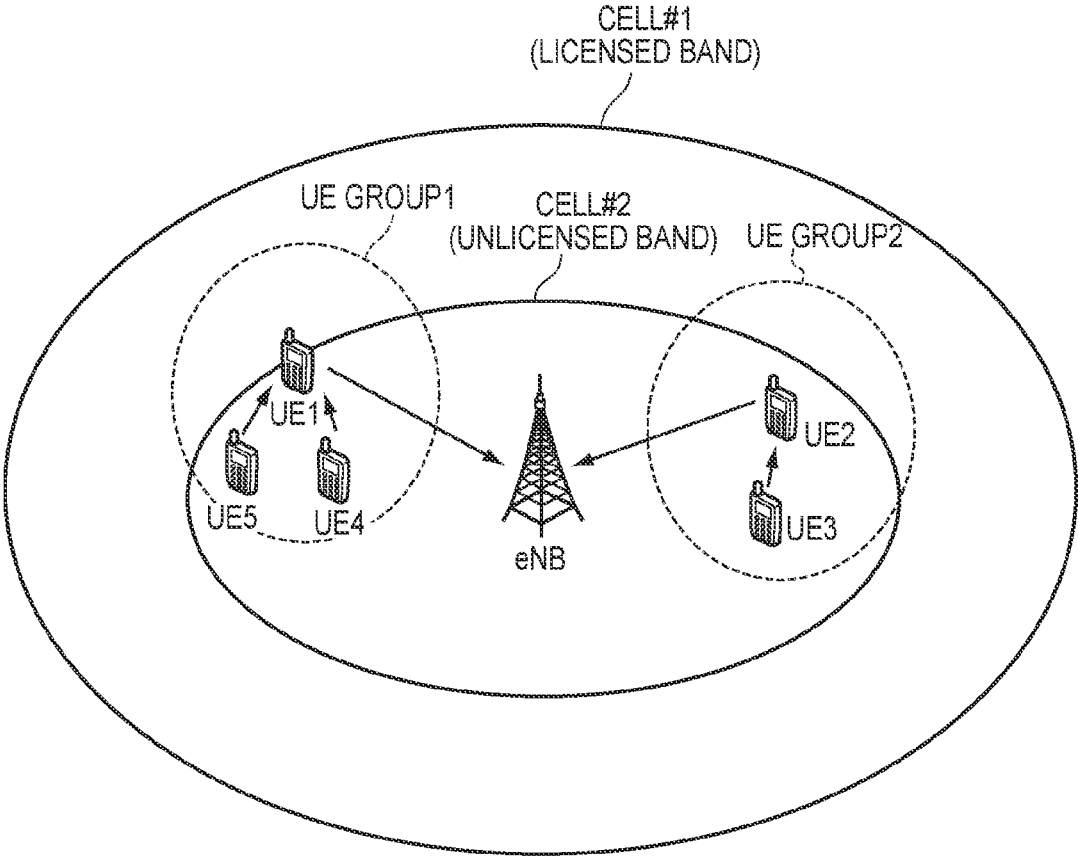 CELL#1
(LICENSED BAND)
UE GROUP1
CELL#2
(UNLICENSED BAND)
UE GROUP2
UE1
UE2
UE5
UE4
UE3
eNB